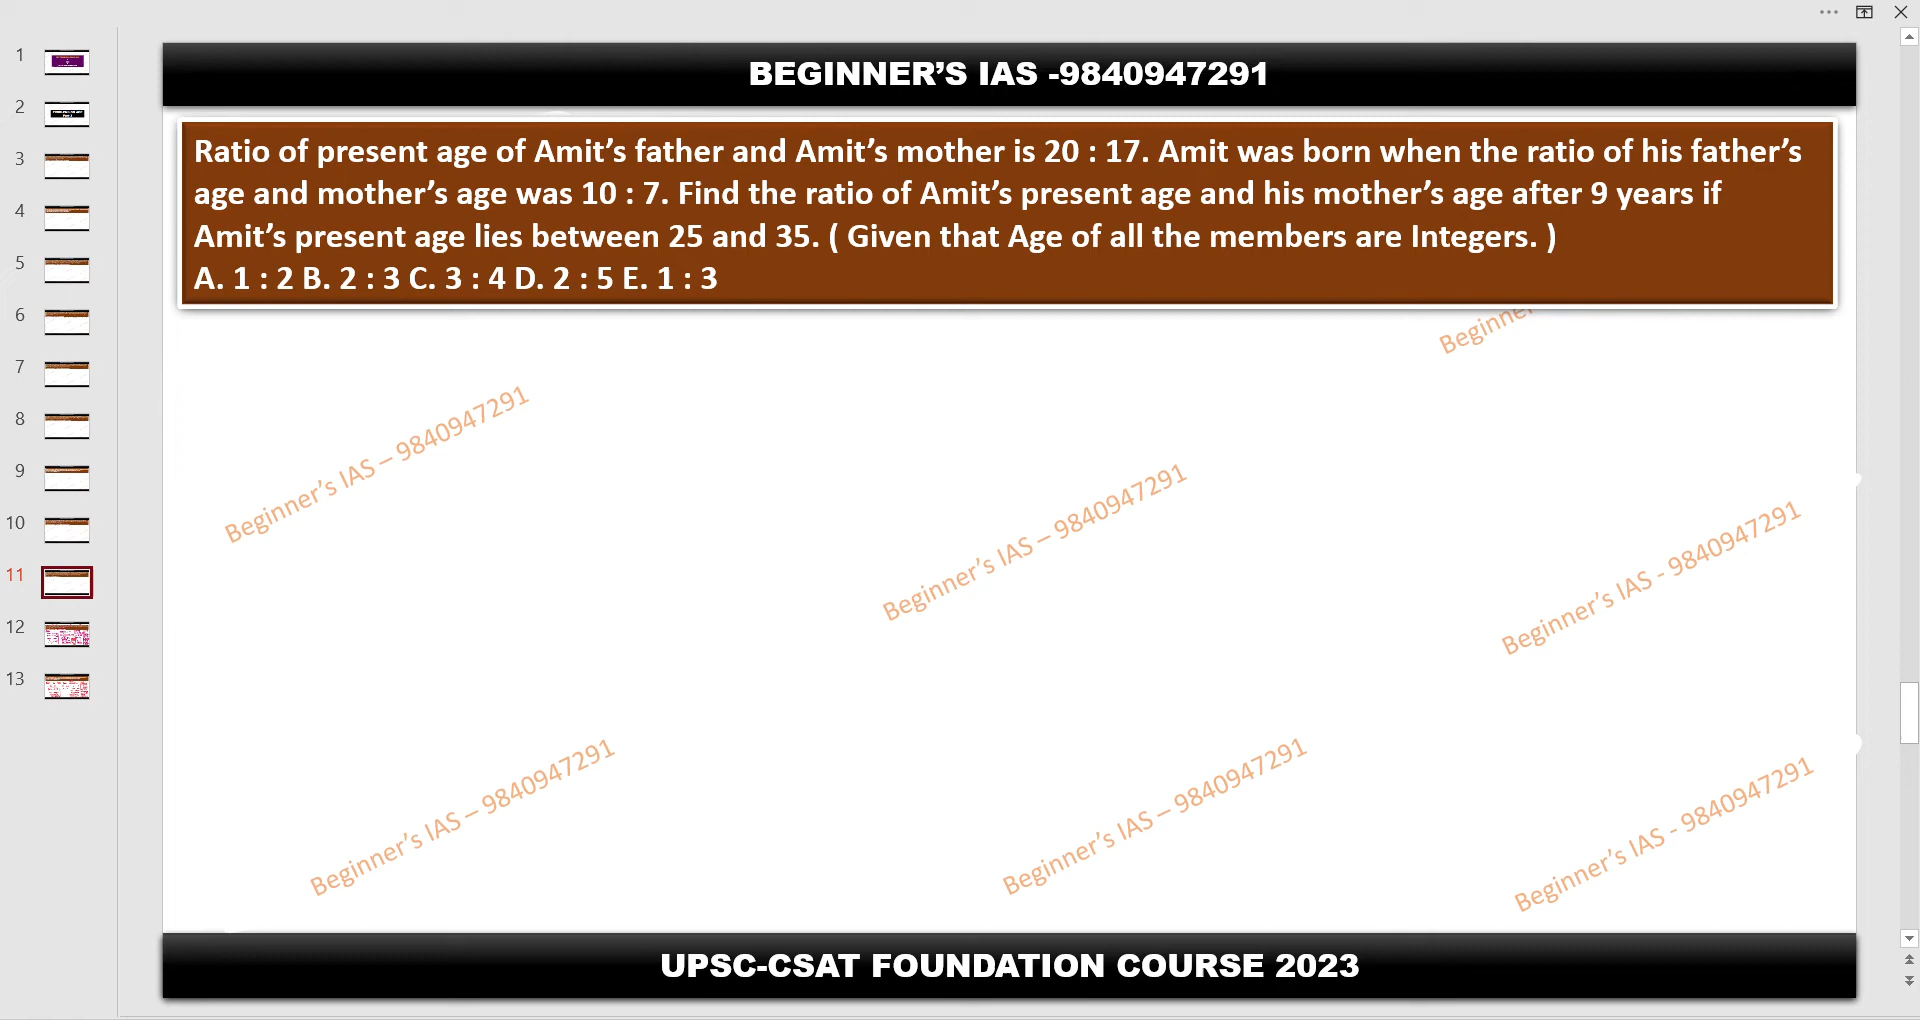 1
2
3
4
5
6
7
8
9
10
11
12
13
BEGINNER’S IAS -9840947291
Ratio of present age of Amit’s father and Amit’s mother is 20 : 17. Amit was born when the ratio of his father’s
age and mother’s age was 10 : 7. Find the ratio of Amit’s present age and his mother’s age after 9 years if
Amit’s present age lies between 25 and 35. ( Given that Age of all the members are Integers. )
A. 1 : 2 B. 2 : 3 C. 3 : 4 D. 2 : 5 E. 1 : 3
Beginner’s IAS – 9840947291
Beginner’s IAS – 9840947291
Beginner’s IAS - 9840947291
Beginner’s IAS – 9840947291
Beginner’s IAS – 9840947291
Beginner’s IAS - 9840947291
UPSC-CSAT FOUNDATION COURSE 2023